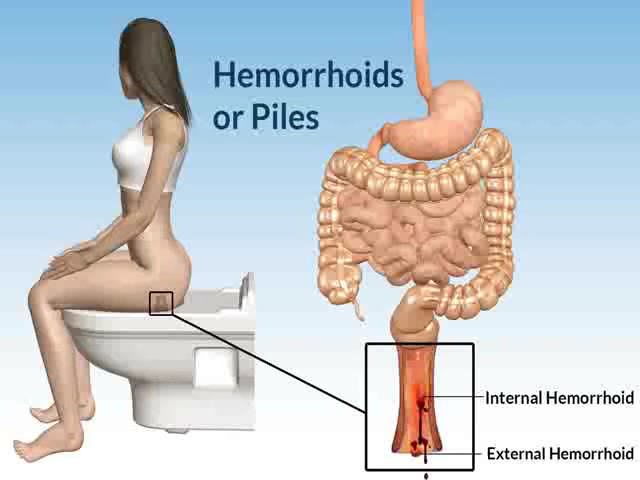 Hemorrhoids
or Piles
Internal Hemorrhoid
External Hemorrhoid